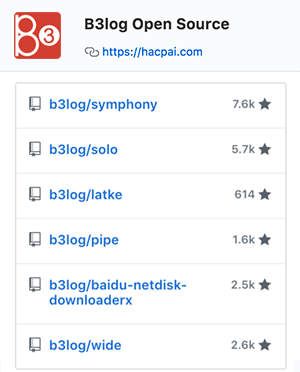 B3
B3log Open Source
https://hacpai.com
b3log/symphony 7.6k
b3log/solo 5.7k
b3log/latke 614
b3log/pipe 1.6k
b3log/baidu-netdisk- 2.5k
downloaderx
b3log/wide 2.6k